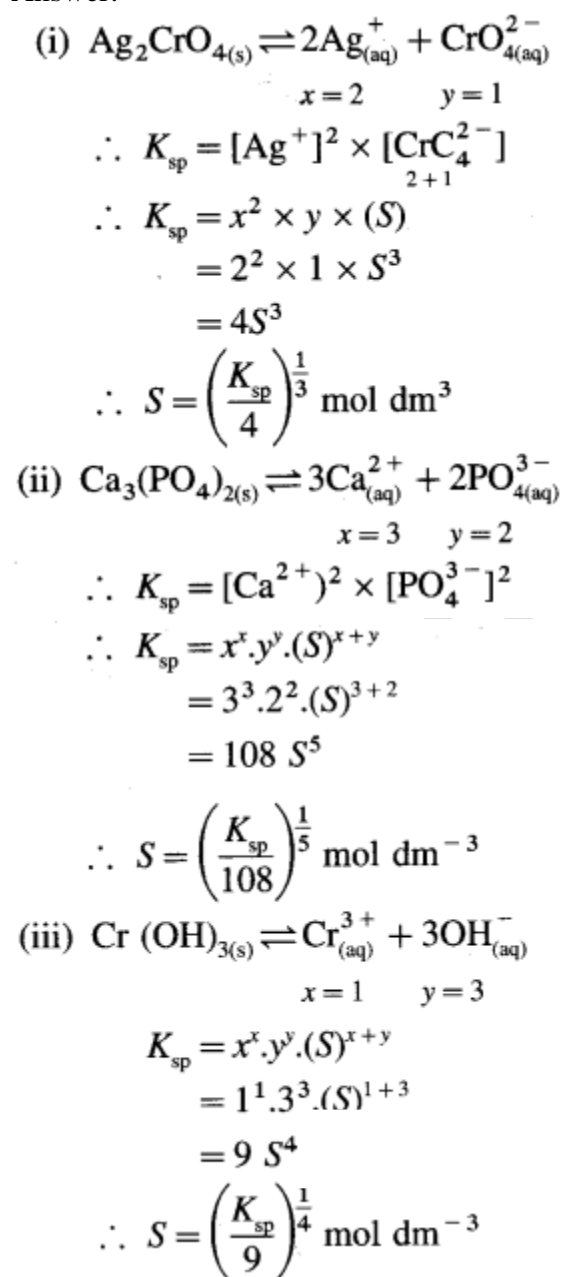 (i) Ag₂CrO₄₍ₛ₎ ⇌ 2Ag⁺₍aq₎ + CrO₄²⁻₍aq₎
x = 2 y = 1
∴ Kₛₚ = [Ag⁺]² × [CrC₄²⁻]
2 + 1
∴ Kₛₚ = x² × y × (S)
= 2² × 1 × S³
= 4S³
∴ S = (Kₛₚ/4)^(1/3) mol dm³
(ii) Ca₃(PO₄)₂₍ₛ₎ ⇌ 3Ca²⁺₍aq₎ + 2PO₄³⁻₍aq₎
x = 3 y = 2
∴ Kₛₚ = [Ca²⁺)² × [PO₄³⁻]²
∴ Kₛₚ = xˣ.yʸ.(S)ˣ⁺ʸ
= 3³.2².(S)³⁺²
= 108 S⁵
∴ S = (Kₛₚ/108)^(1/5) mol dm⁻³
(iii) Cr (OH)₃₍ₛ₎ ⇌ Cr³⁺₍aq₎ + 3OH⁻₍aq₎
x = 1 y = 3
Kₛₚ = xˣ.yʸ.(S)ˣ⁺ʸ
= 1¹.3³.(S)¹⁺³
= 9 S⁴
∴ S = (Kₛₚ/9)^(1/4) mol dm⁻³